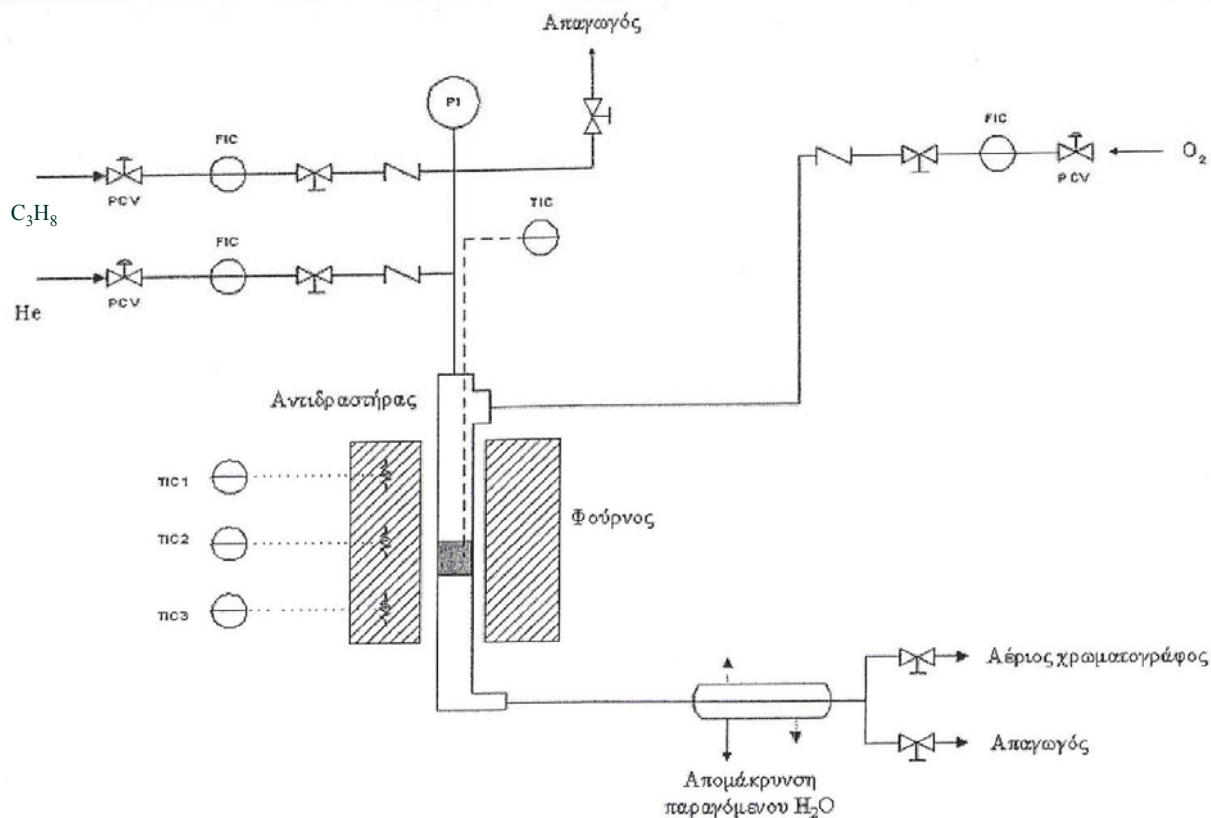 Απαγωγός
PI
FIC
PCV
C₃H₈
FIC
PCV
O₂
TIC
FIC
PCV
He
Αντιδραστήρας
TIC1
TIC2
TIC3
Φούρνος
Αέριος χρωματογράφος
Απαγωγός
Απομάκρυνση
παραγόμενου H₂O